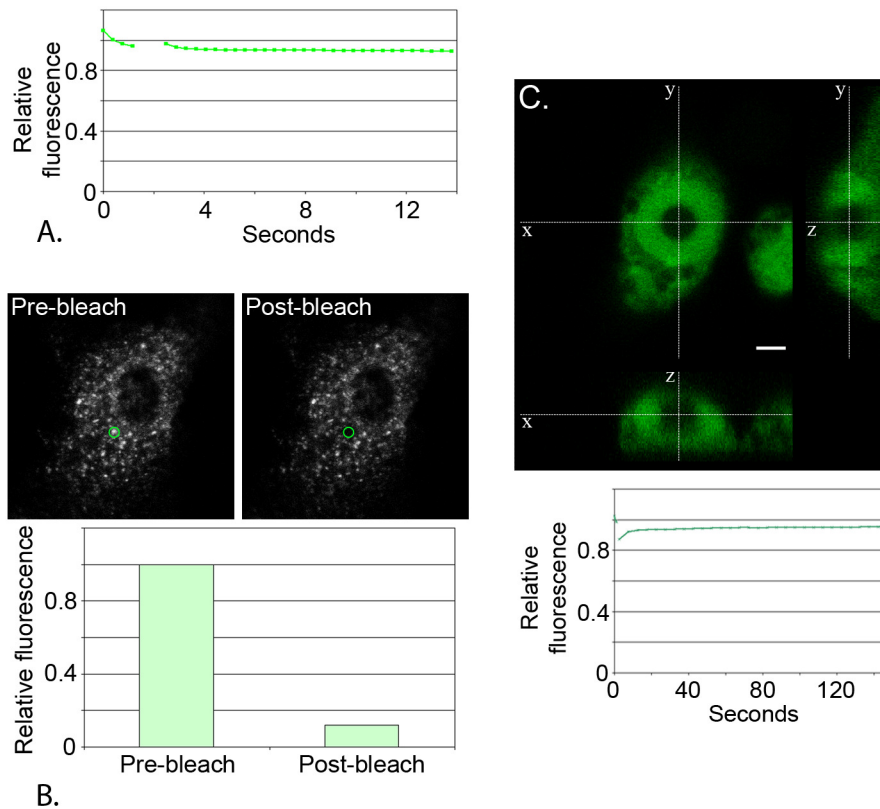 Relative
fluorescence
0.8
0.4
0
0 4 8 12
Seconds
A.
Pre-bleach Post-bleach
Relative fluorescence
0.8
0.4
0
Pre-bleach Post-bleach
B.
C.
y y
x z
z
x
Relative
fluorescence
0.8
0.4
0
0 40 80 120
Seconds